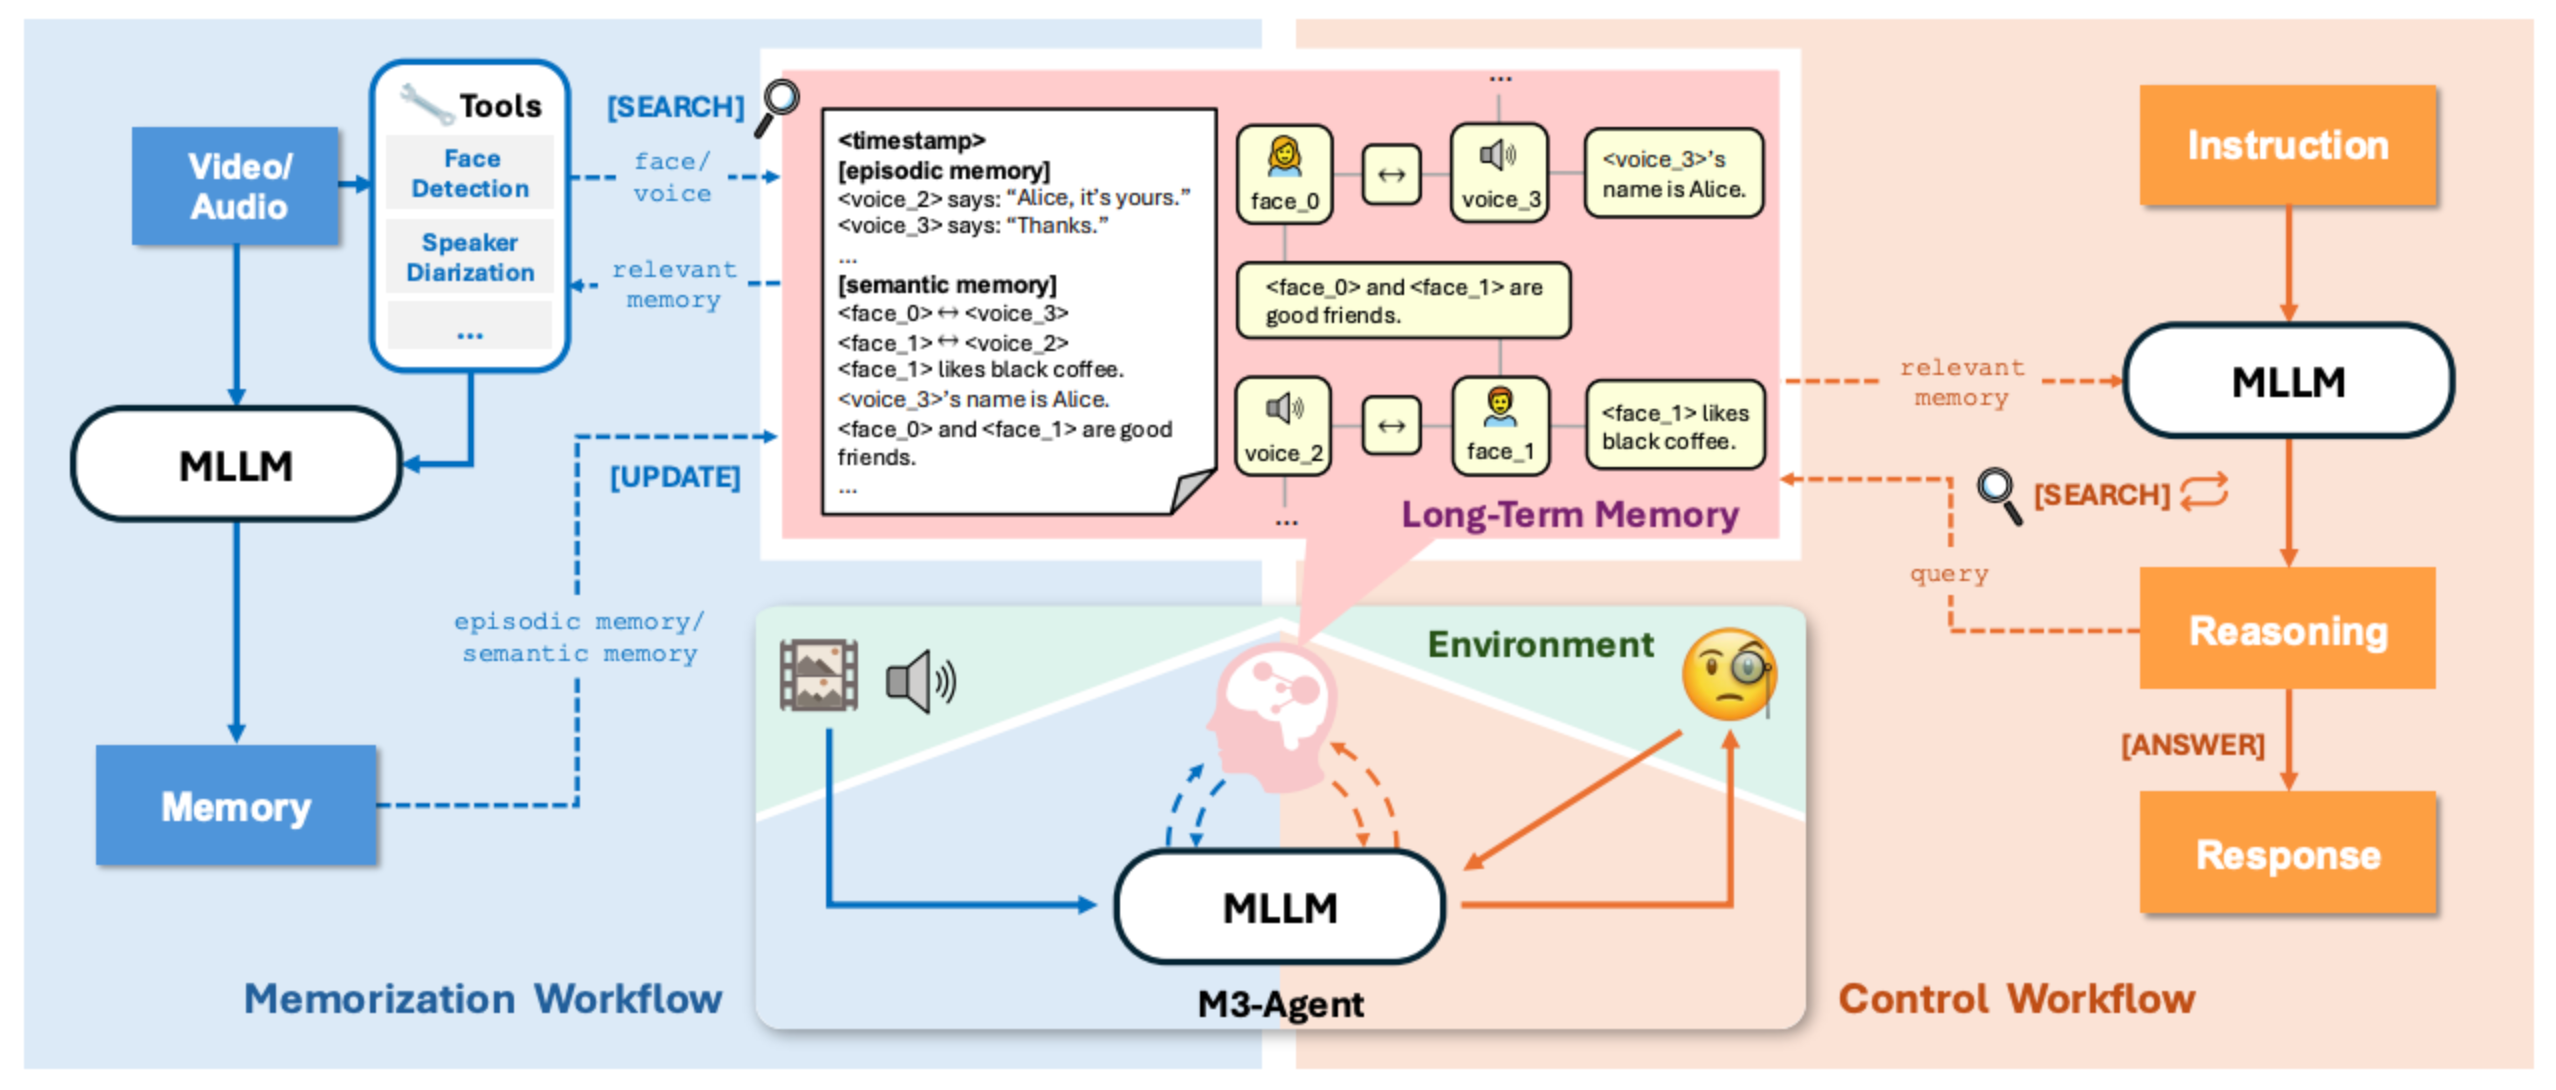 Video/
Audio
Tools
Face
Detection
Speaker
Diarization
...
MLLM
Memory
[SEARCH]
face/
voice
relevant
memory
[UPDATE]
episodic memory/
semantic memory
Memorization Workflow
<timestamp>
[episodic memory]
<voice_2> says: “Alice, it’s yours.”
<voice_3> says: “Thanks.”
...
[semantic memory]
<face_0> ↔ <voice_3>
<face_1> ↔ <voice_2>
<face_1> likes black coffee.
<voice_3>’s name is Alice.
<face_0> and <face_1> are good
friends.
...
...
face_0
↔
voice_3
<voice_3>’s
name is Alice.
<face_0> and <face_1> are
good friends.
voice_2
↔
face_1
<face_1> likes
black coffee.
...
Long-Term Memory
Environment
MLLM
M3-Agent
Instruction
MLLM
relevant
memory
[SEARCH]
query
Reasoning
[ANSWER]
Response
Control Workflow